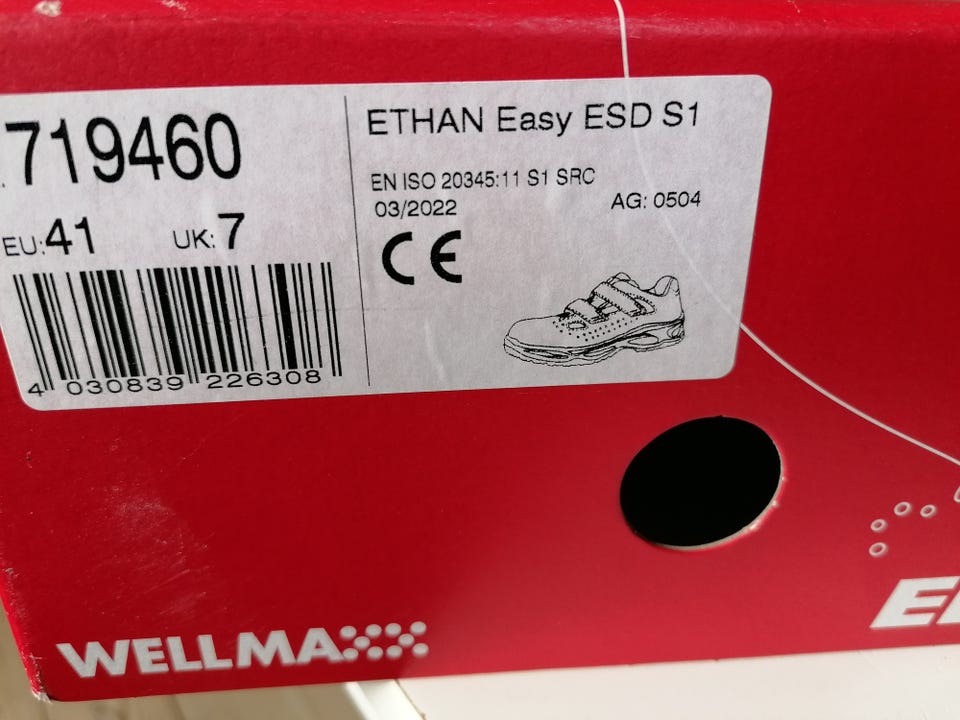 719460
EU:41 UK:7
4 030839 226308
ETHAN Easy ESD S1
EN ISO 20345:11 S1 SRC
03/2022 AG: 0504
CE
WELLMAXX